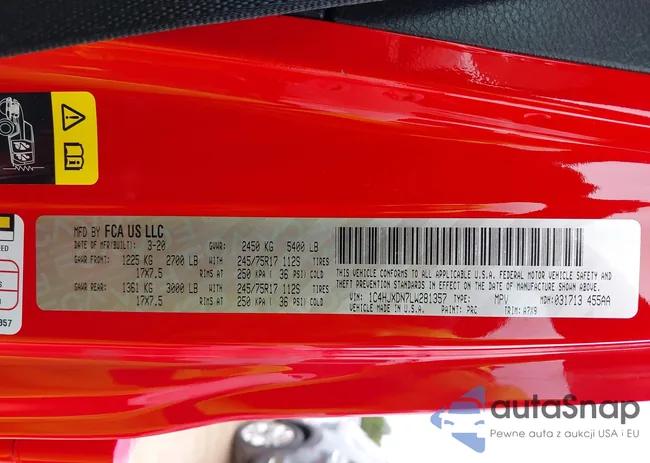 MFD BY FCA US LLC
DATE OF MFR(BUILT): 3-20 GVWR: 2450 KG 5400 LB
GAWR FRONT: 1225 KG 2700 LB WITH 245/75R17 112S TIRES
17X7.5 RIMS AT 250 KPA ( 36 PSI) COLD
GAWR REAR: 1361 KG 3000 LB WITH 245/75R17 112S TIRES
17X7.5 RIMS AT 250 KPA ( 36 PSI) COLD
THIS VEHICLE CONFORMS TO ALL APPLICABLE U.S.A. FEDERAL MOTOR VEHICLE SAFETY AND
THEFT PREVENTION STANDARDS IN EFFECT ON THE DATE OF MANUFACTURE SHOWN ABOVE.
VIN: 1C4HJXDN7LW281357 TYPE: MPV MDH: 031713 455AA
VEHICLE MADE IN U.S.A. PAINT: PRC TRIM: A7X9
957
autoSnap
Pewne auta z aukcji USA i EU